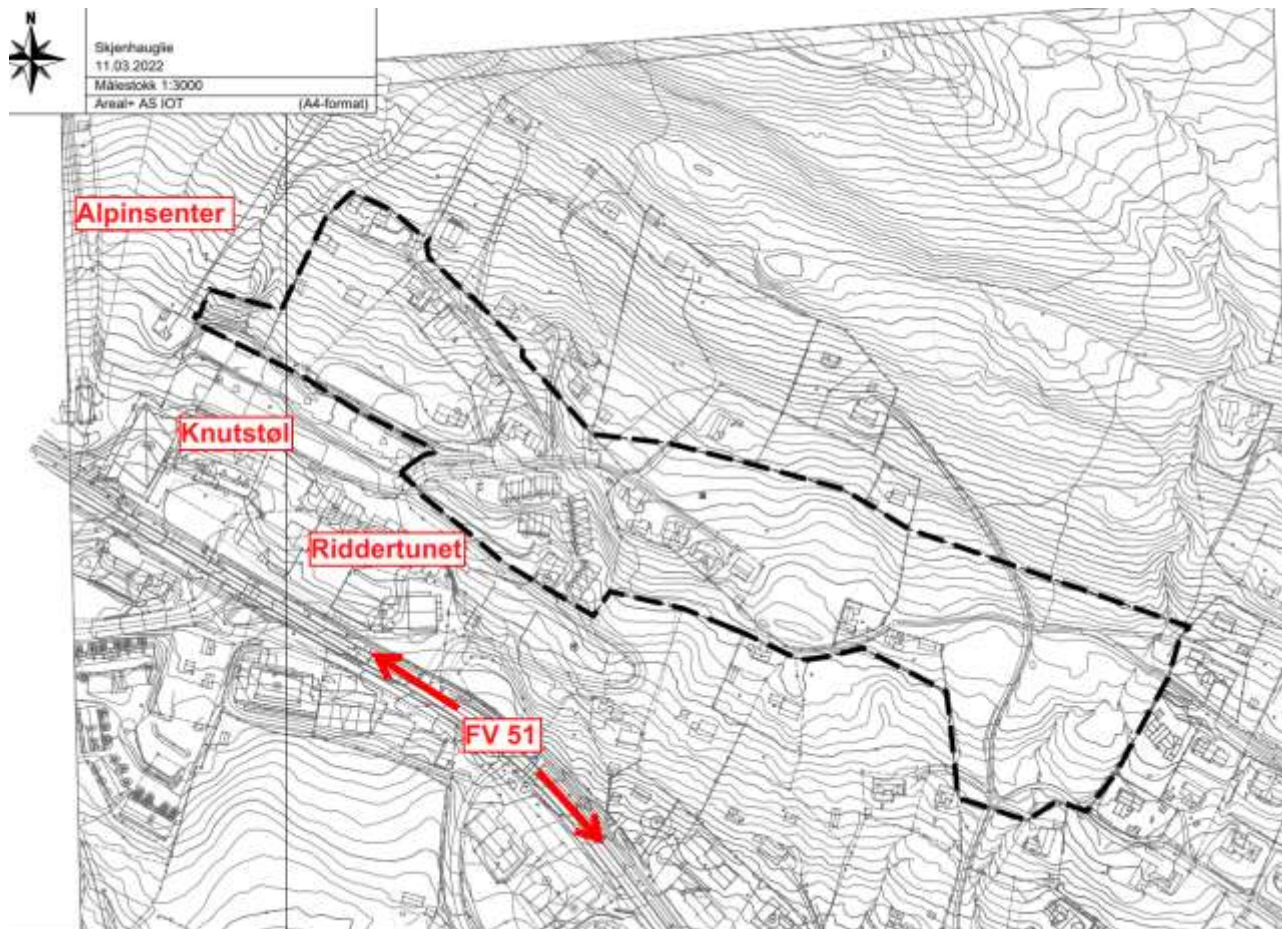 N
Skjenhauglie
11.03.2022
Målestokk 1:3000
Areal+ AS IOT (A4-format)
Alpinsenter
Knutstøl
Riddertunet
FV 51